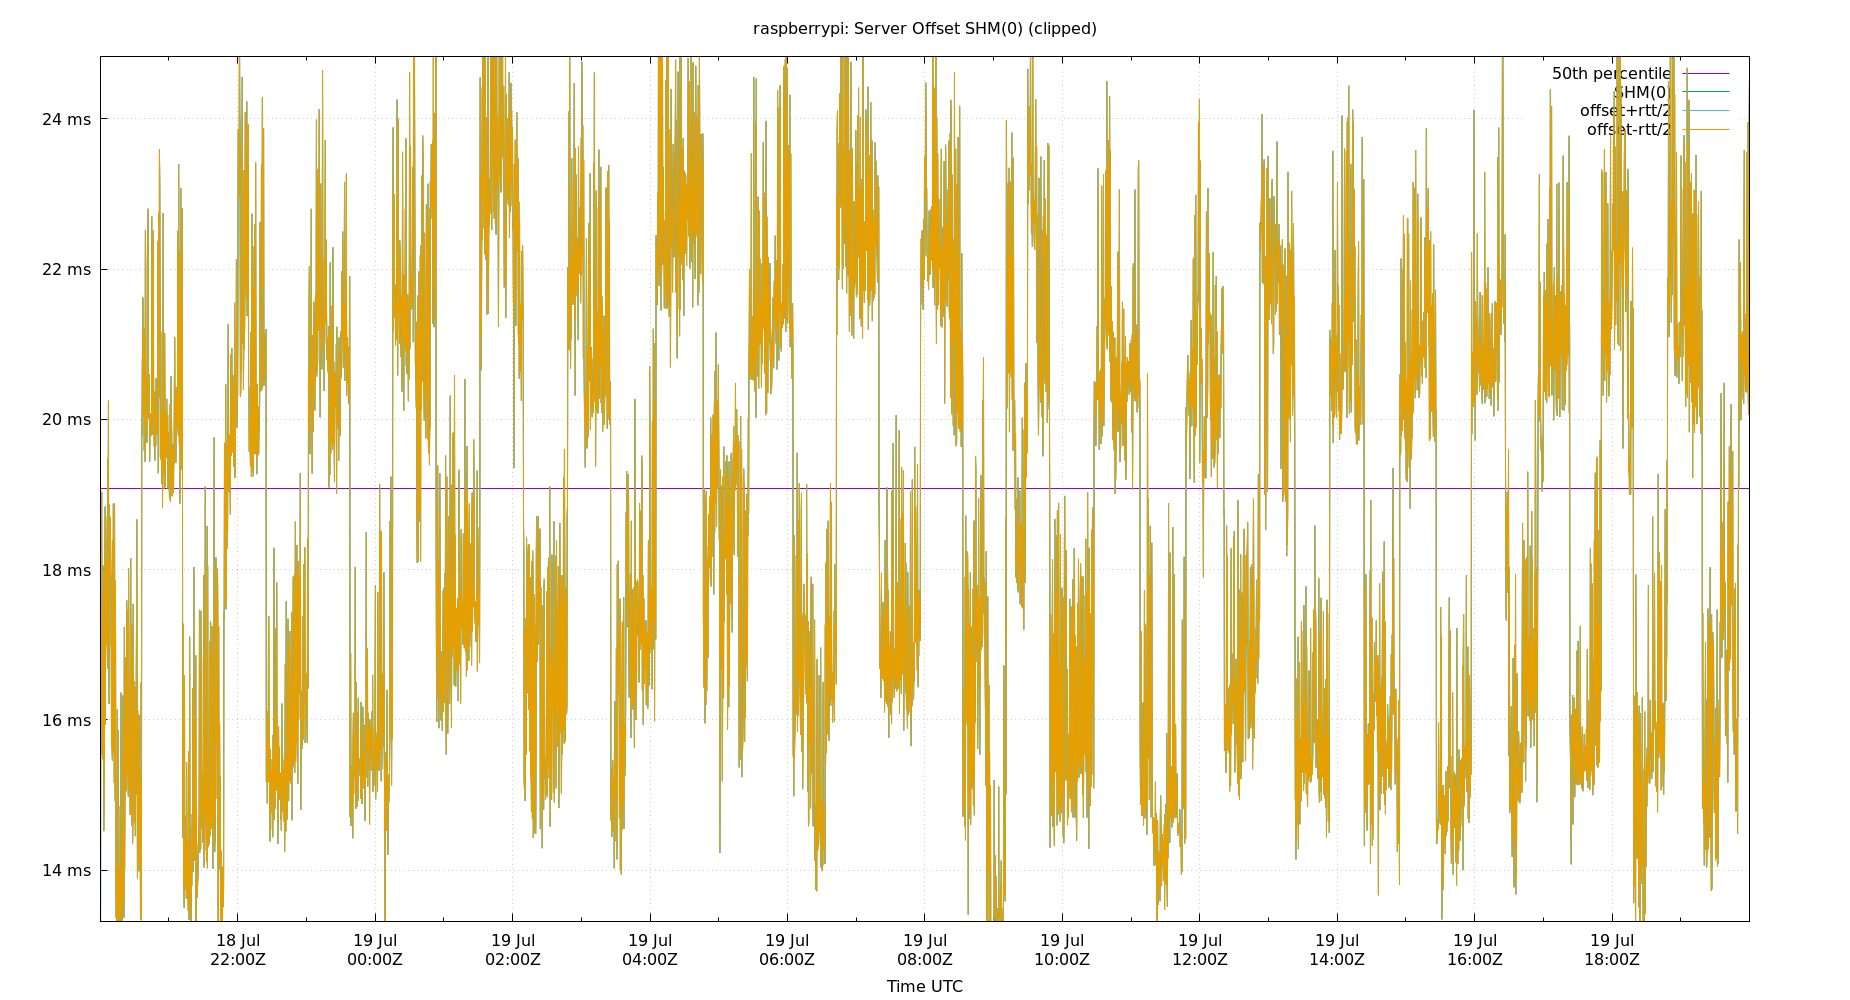 raspberrypi: Server Offset SHM(0) (clipped)
50th percentile
SHM(0)
offset+rtt/2
offset-rtt/2
24 ms
22 ms
20 ms
18 ms
16 ms
14 ms
18 Jul 19 Jul 19 Jul 19 Jul 19 Jul 19 Jul 19 Jul 19 Jul 19 Jul 19 Jul 19 Jul
22:00Z 00:00Z 02:00Z 04:00Z 06:00Z 08:00Z 10:00Z 12:00Z 14:00Z 16:00Z 18:00Z
Time UTC